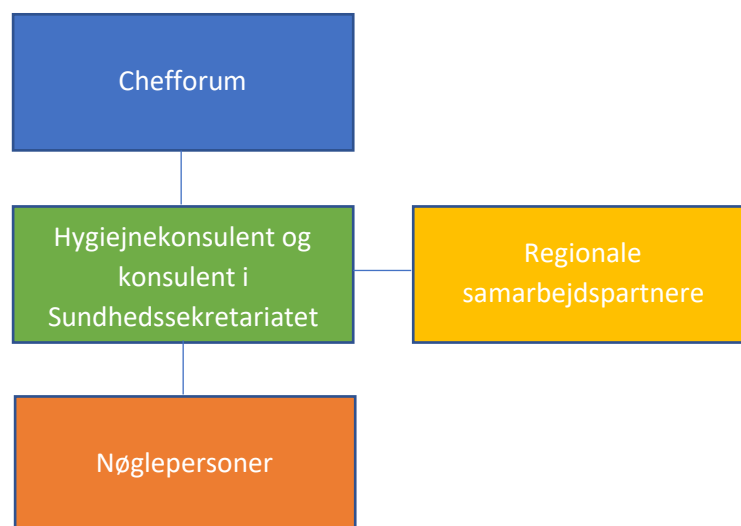 Chefforum
Hygiejnekonsulent og
konsulent i
Sundhedssekretariatet
Regionale
samarbejdspartnere
Nøglepersoner